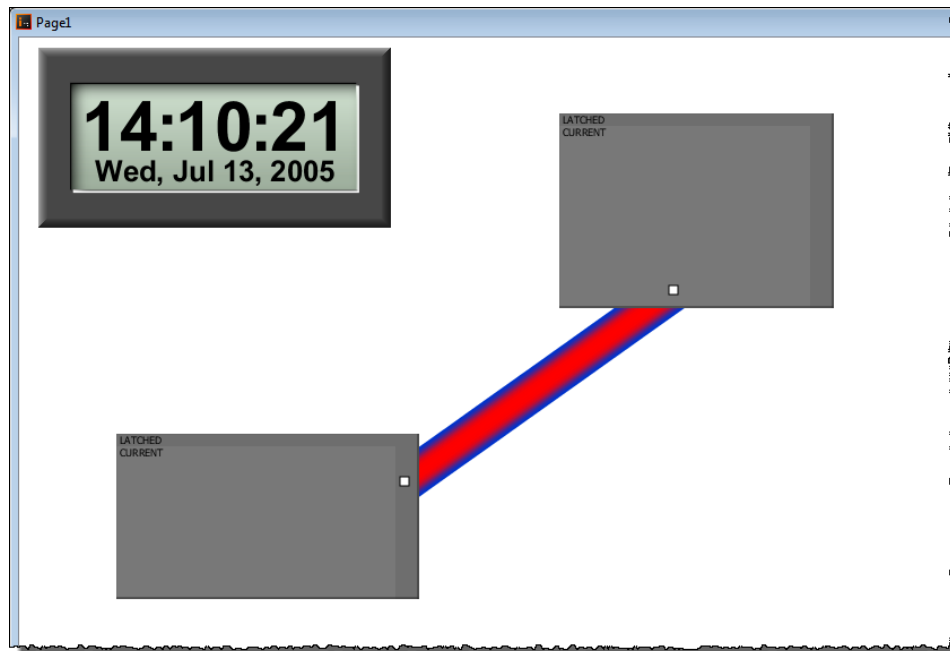 Page1
14:10:21
Wed, Jul 13, 2005
LATCHED
CURRENT
LATCHED
CURRENT